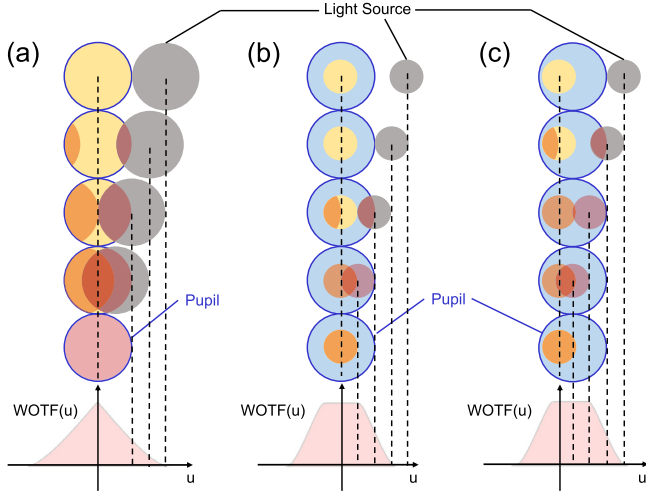 Light Source
(a)
(b)
(c)
Pupil
Pupil
WOTF(u)
WOTF(u)
WOTF(u)
u
u
u